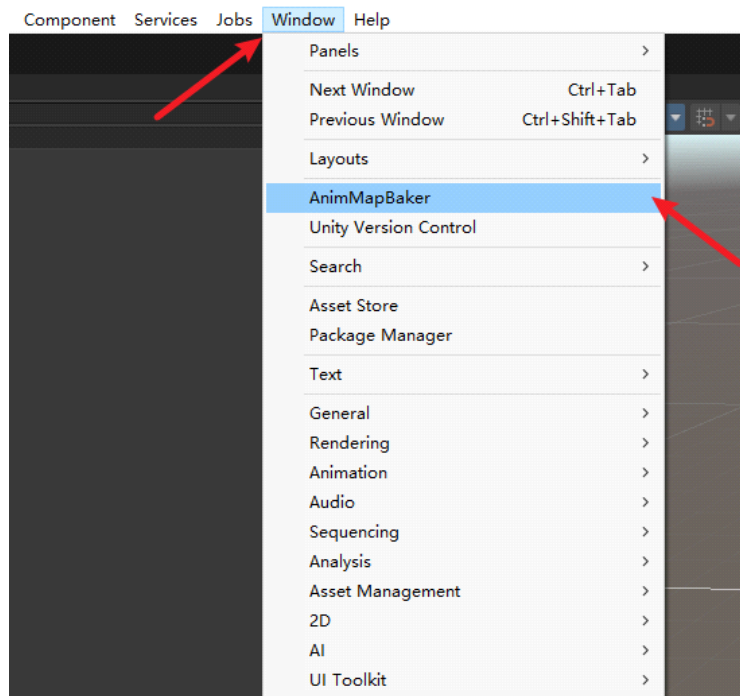 Component Services Jobs Window Help
Panels
Next Window Ctrl+Tab
Previous Window Ctrl+Shift+Tab
Layouts
AnimMapBaker
Unity Version Control
Search
Asset Store
Package Manager
Text
General
Rendering
Animation
Audio
Sequencing
Analysis
Asset Management
2D
AI
UI Toolkit